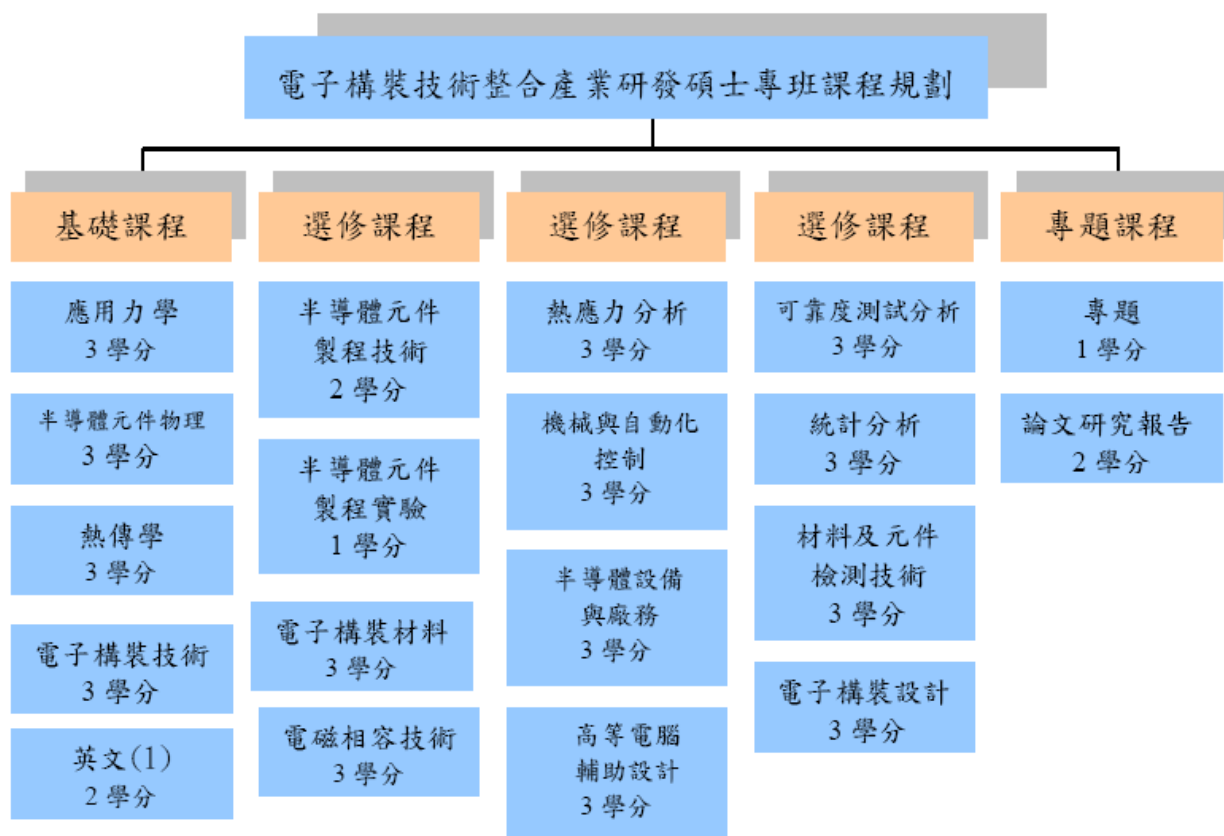 電子構裝技術整合產業研發碩士專班課程規劃
基礎課程
應用力學
3 學分
半導體元件物理
3 學分
熱傳學
3 學分
電子構裝技術
3 學分
英文(1)
2 學分
選修課程
半導體元件
製程技術
2 學分
半導體元件
製程實驗
1 學分
電子構裝材料
3 學分
電磁相容技術
3 學分
選修課程
熱應力分析
3 學分
機械與自動化
控制
3 學分
半導體設備
與廠務
3 學分
高等電腦
輔助設計
3 學分
選修課程
可靠度測試分析
3 學分
統計分析
3 學分
材料及元件
檢測技術
3 學分
電子構裝設計
3 學分
專題課程
專題
1 學分
論文研究報告
2 學分